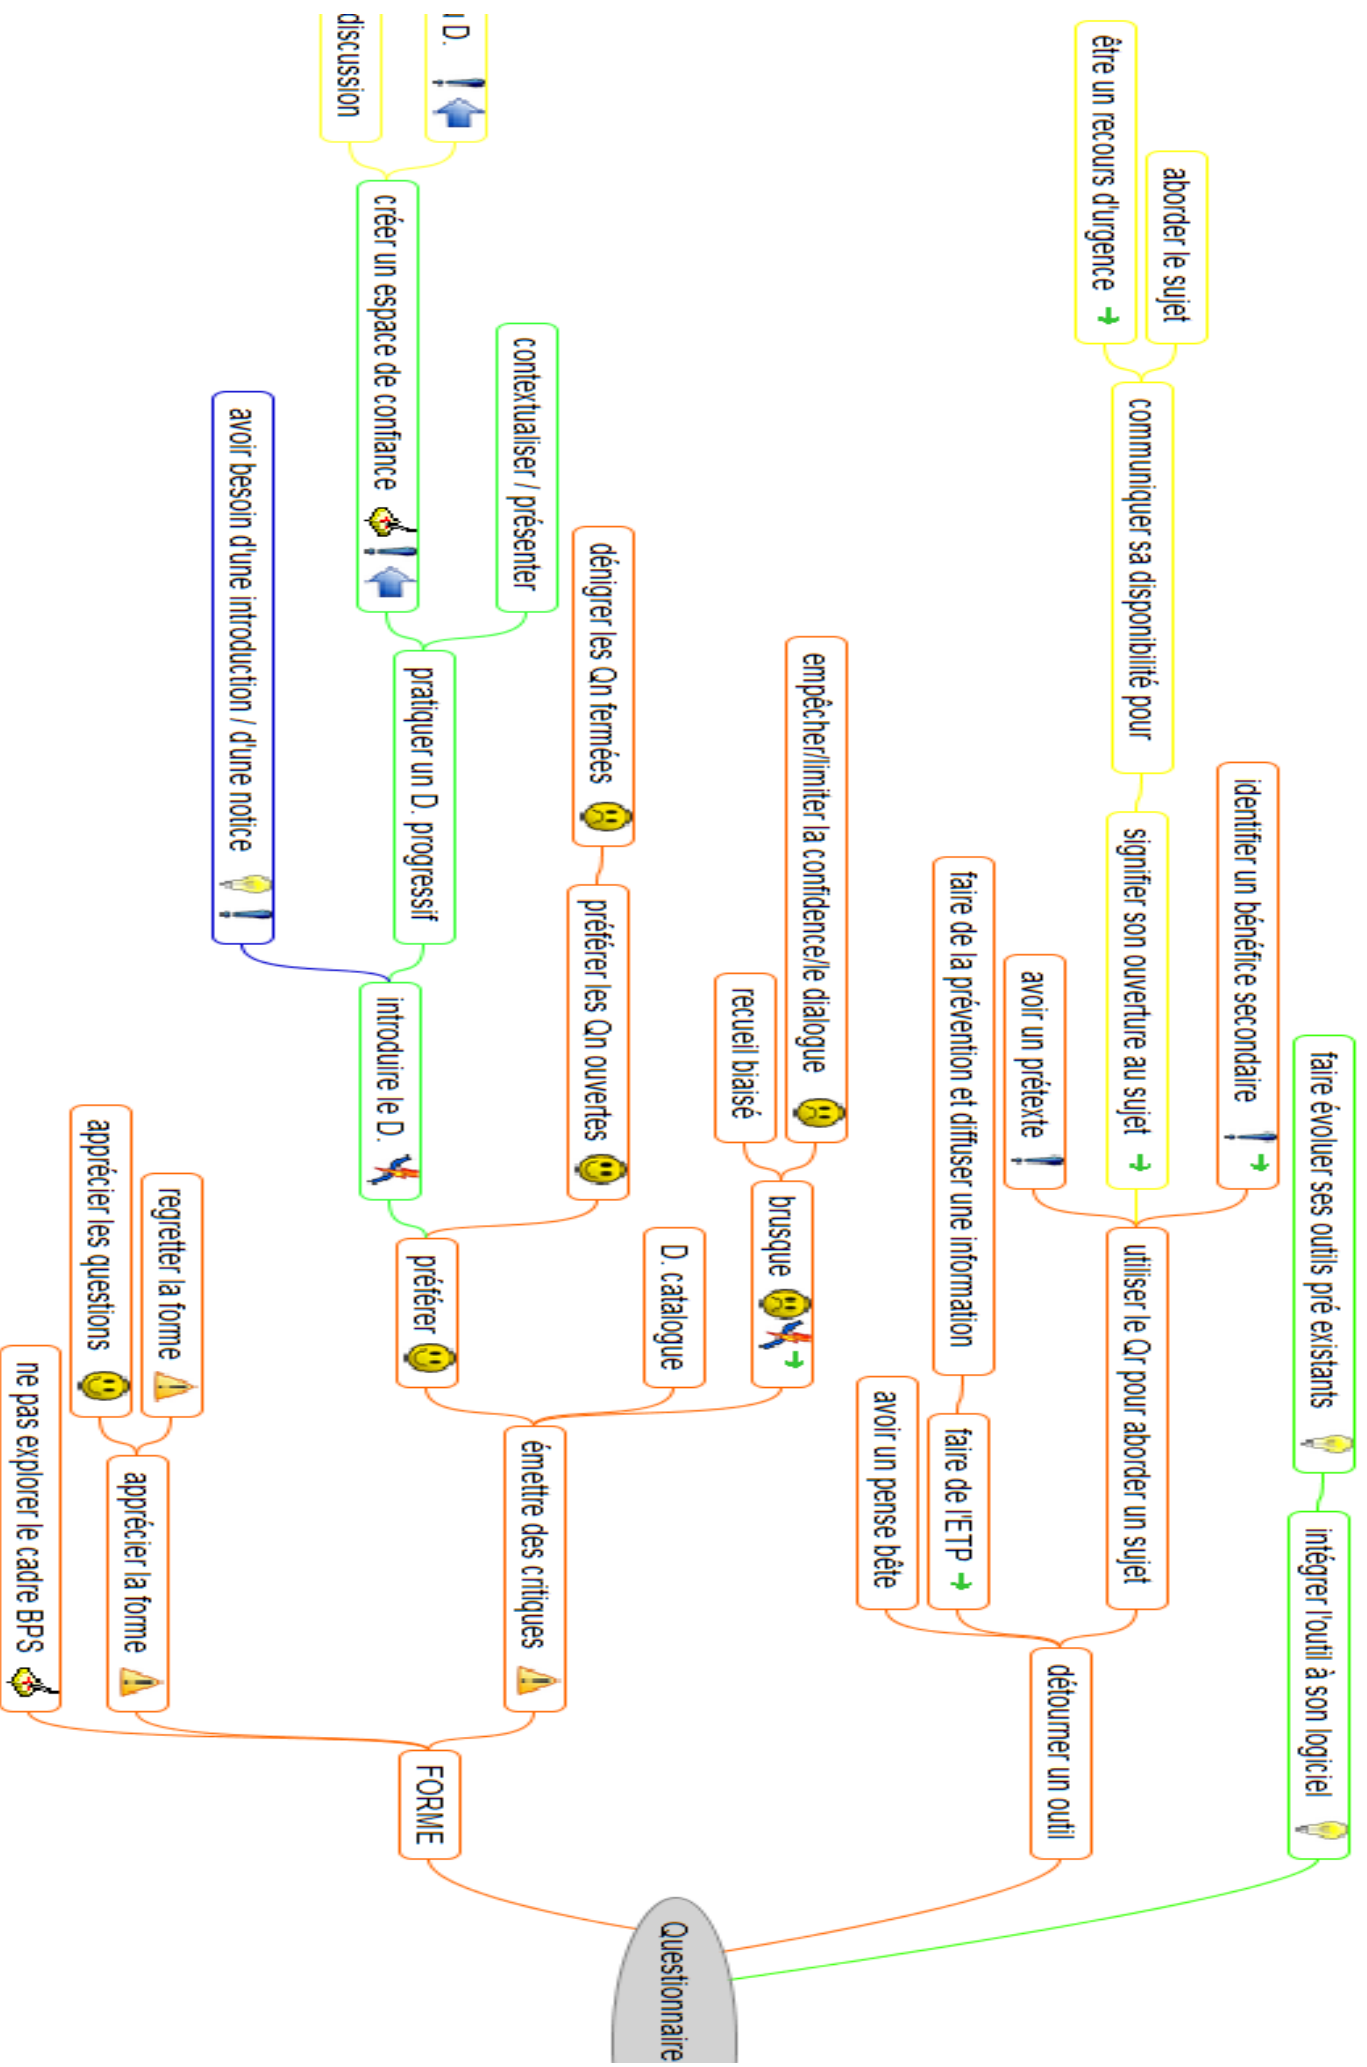 faire évoluer ses outils pré existants
intégrer l'outil à son logiciel
identifier un bénéfice secondaire
aborder le sujet
être un recours d'urgence
communiquer sa disponibilité pour
signifier son ouverture au sujet
utiliser le Qr pour aborder un sujet
avoir un prétexte
détourner un outil
faire de la prévention et diffuser une information
faire de l'ETP
avoir un pense bête
empêcher/limiter la confidence/le dialogue
recueil biaisé
brusque
D. catalogue
Questionnaire
dénigrer les Qn fermées
préférer les Qn ouvertes
émettre des critiques
contextualiser / présenter
D.
discussion
créer un espace de confiance
pratiquer un D. progressif
introduire le D.
préférer
FORME
avoir besoin d'une introduction / d'une notice
regretter la forme
apprécier les questions
apprécier la forme
ne pas explorer le cadre BPS